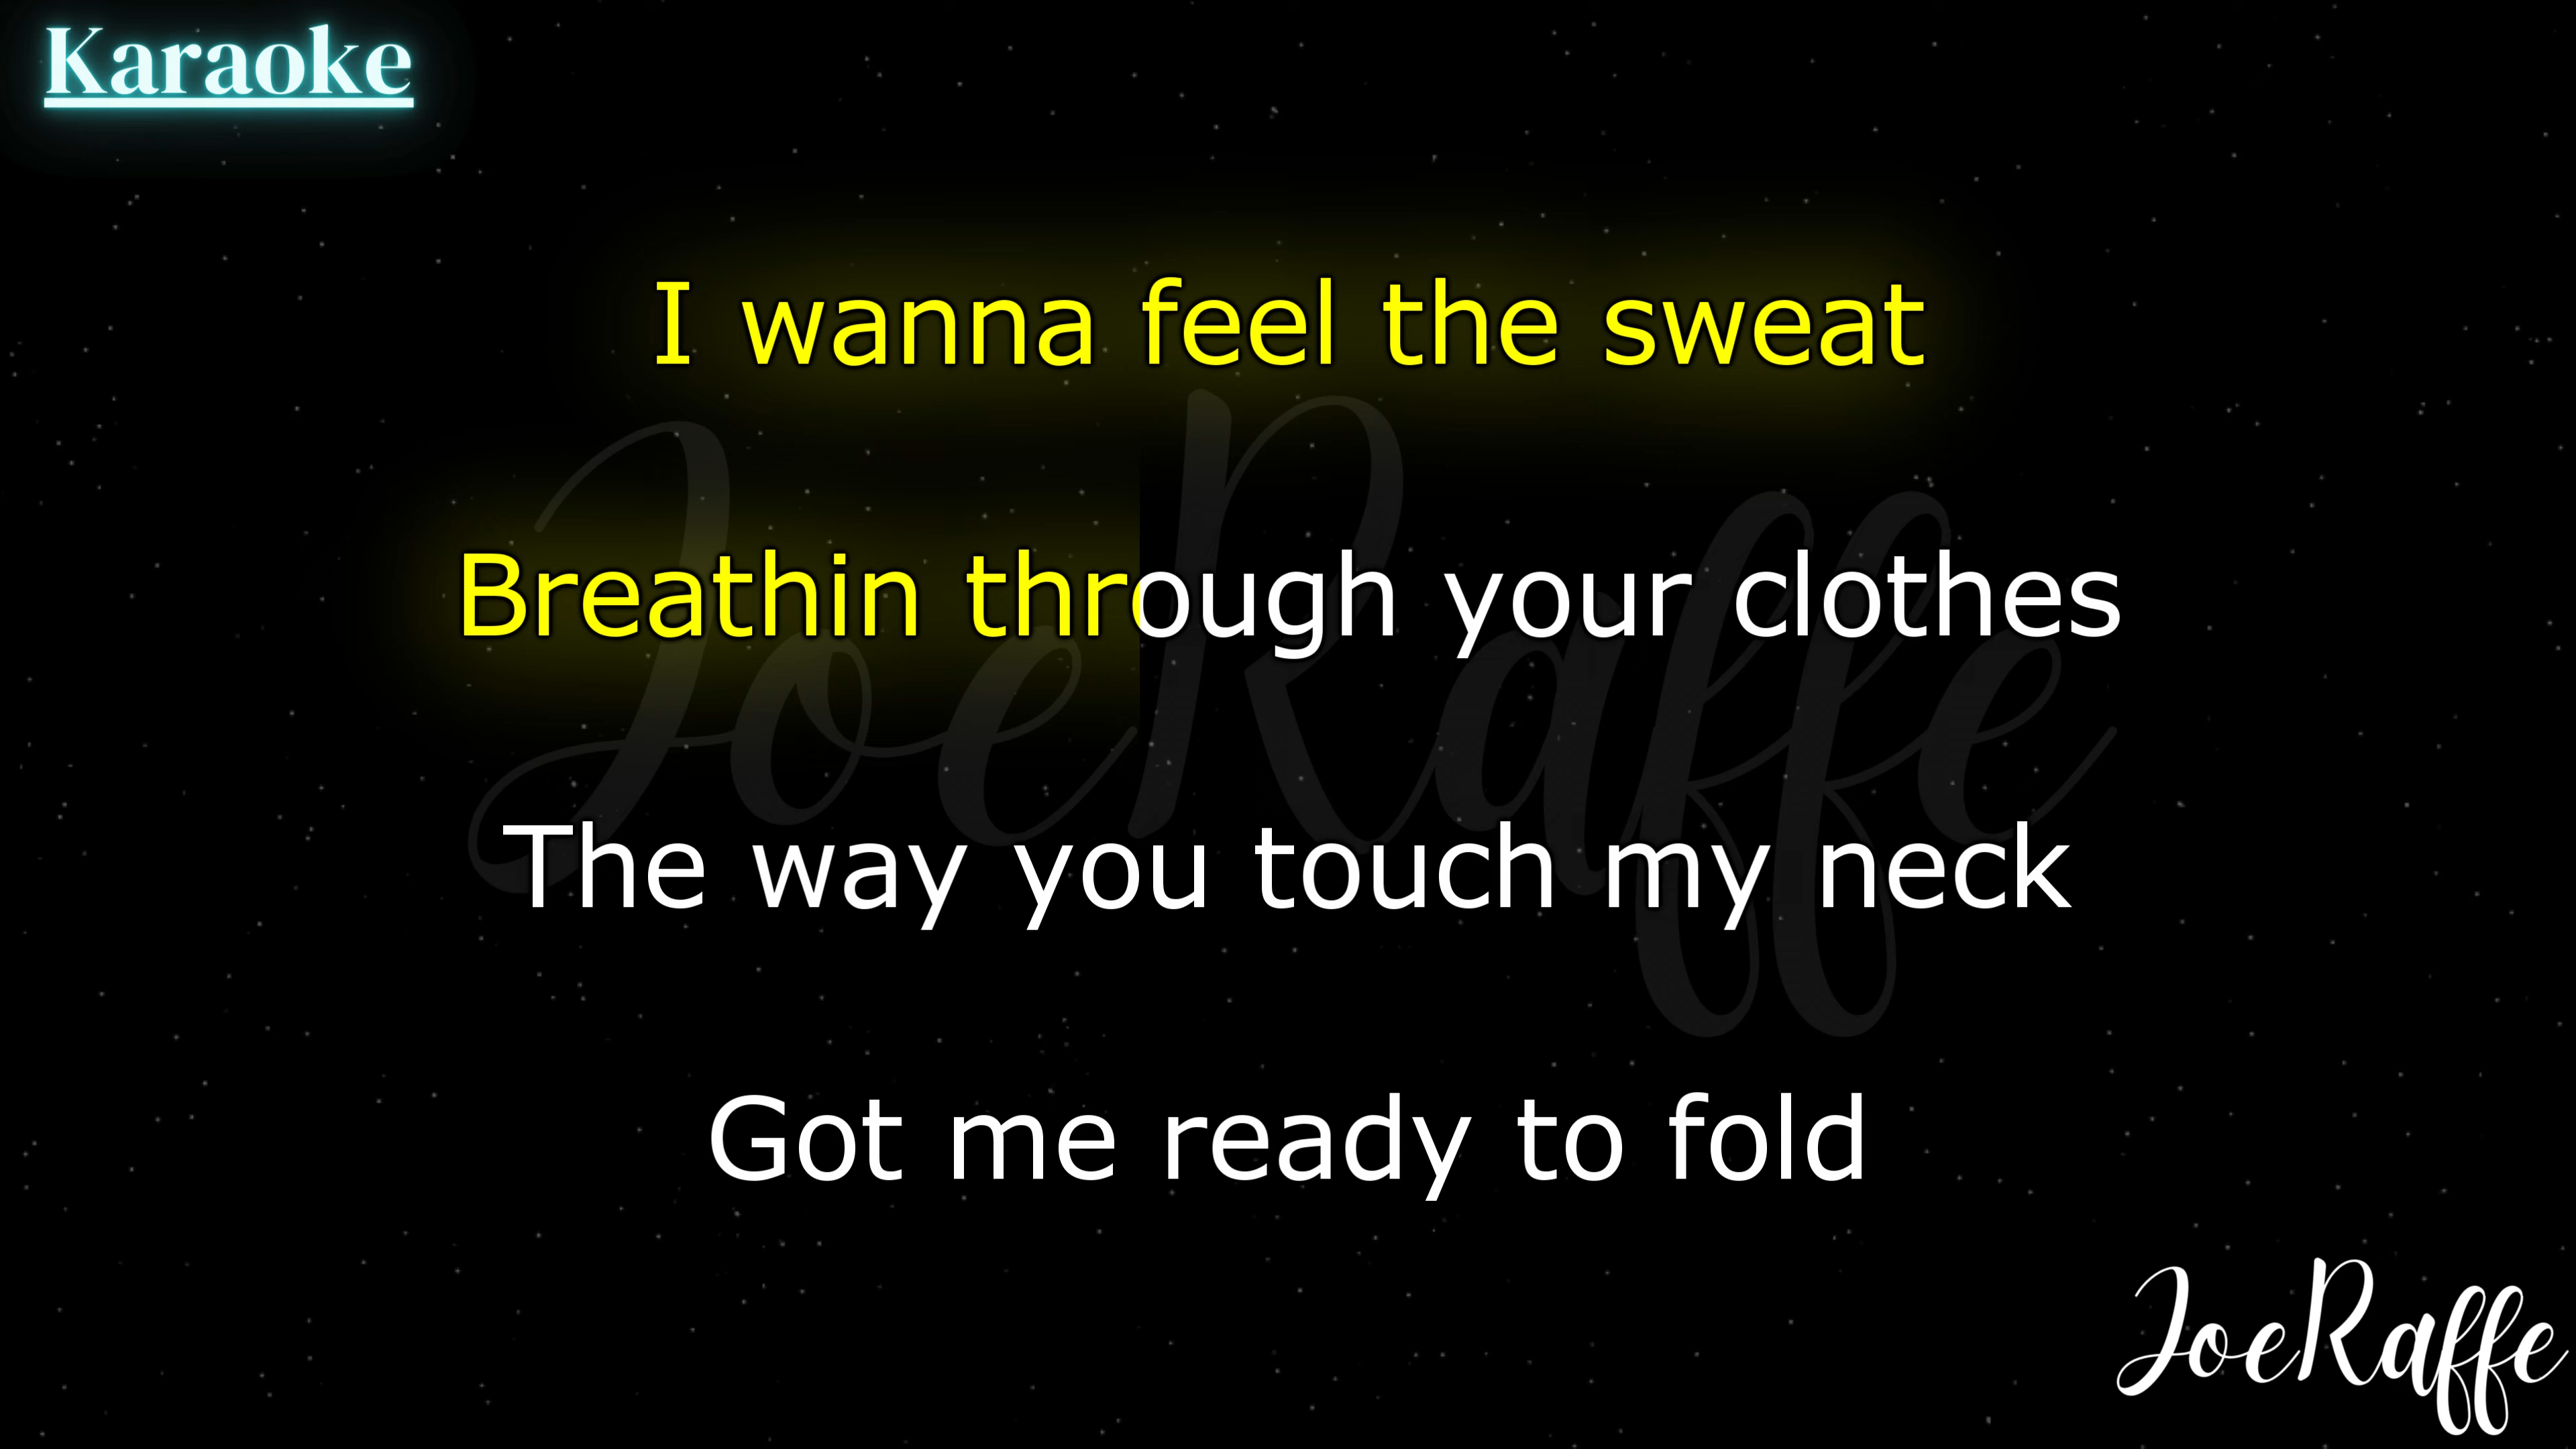 Karaoke
I wanna feel the sweat
Breathin through your clothes
The way you touch my neck
Got me ready to fold
JoeRaffe
JoeRaffe